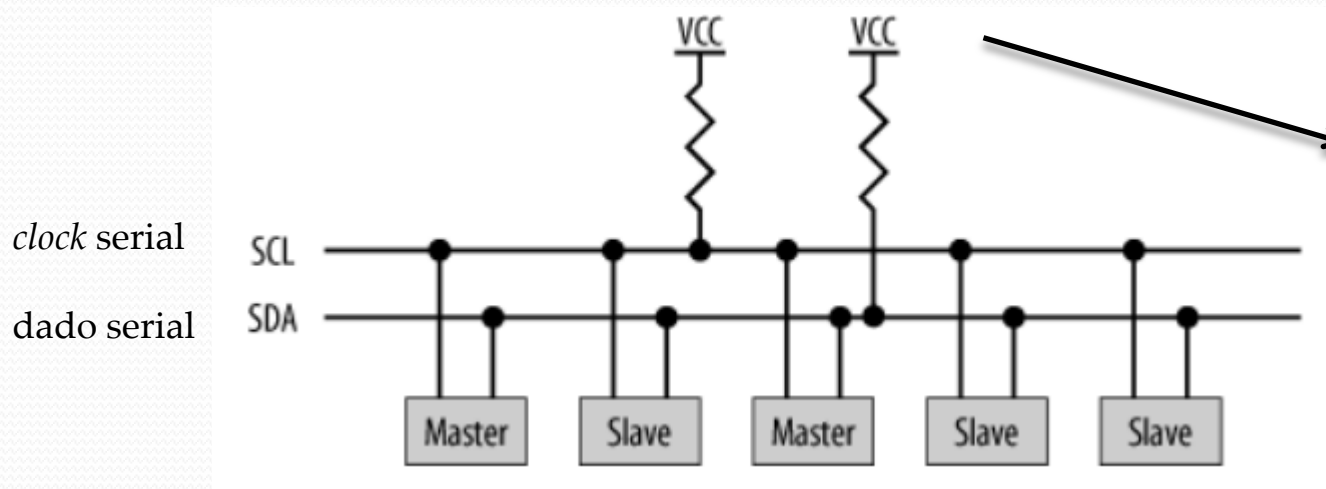 VCC VCC
clock serial SCL
dado serial SDA
Master Slave Master Slave Slave